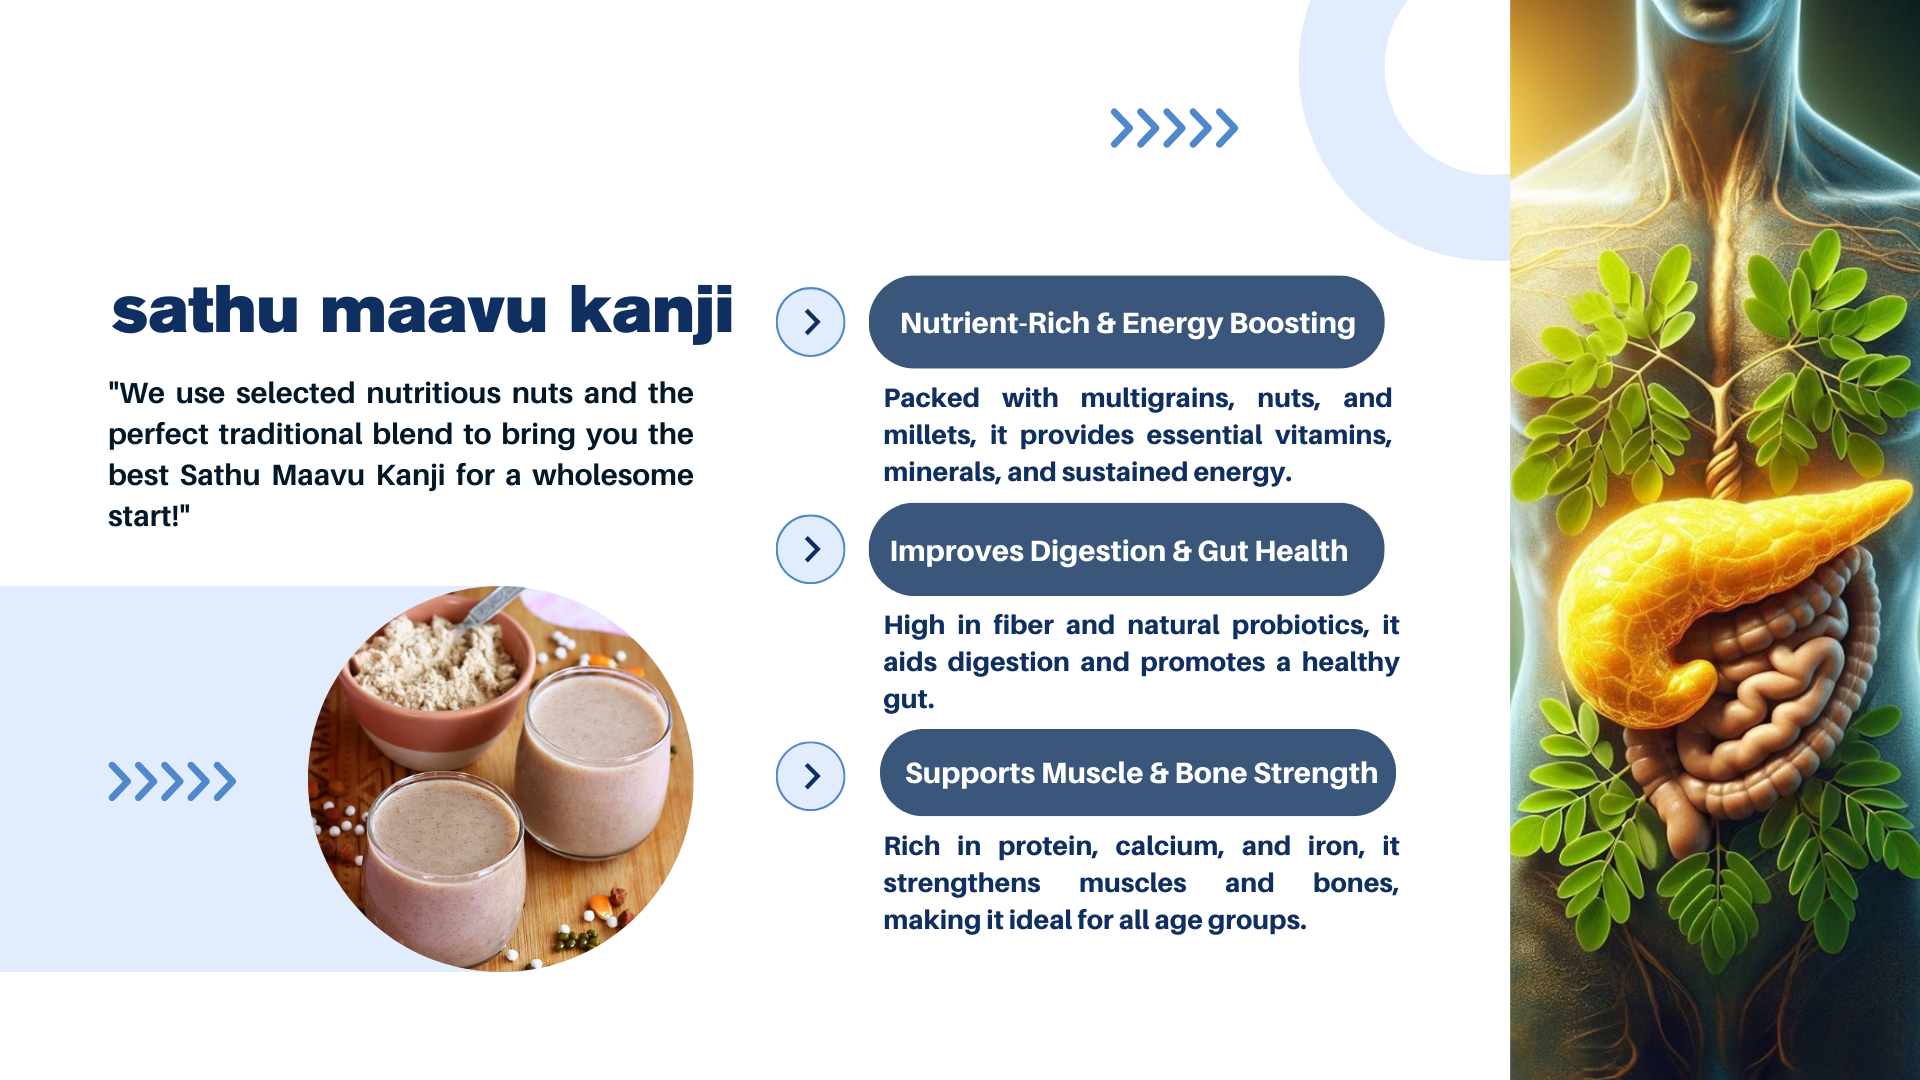 sathu maavu kanji
"We use selected nutritious nuts and the
perfect traditional blend to bring you the
best Sathu Maavu Kanji for a wholesome
start!"
Nutrient-Rich & Energy Boosting
Packed with multigrains, nuts, and
millets, it provides essential vitamins,
minerals, and sustained energy.
Improves Digestion & Gut Health
High in fiber and natural probiotics, it
aids digestion and promotes a healthy
gut.
Supports Muscle & Bone Strength
Rich in protein, calcium, and iron, it
strengthens muscles and bones,
making it ideal for all age groups.